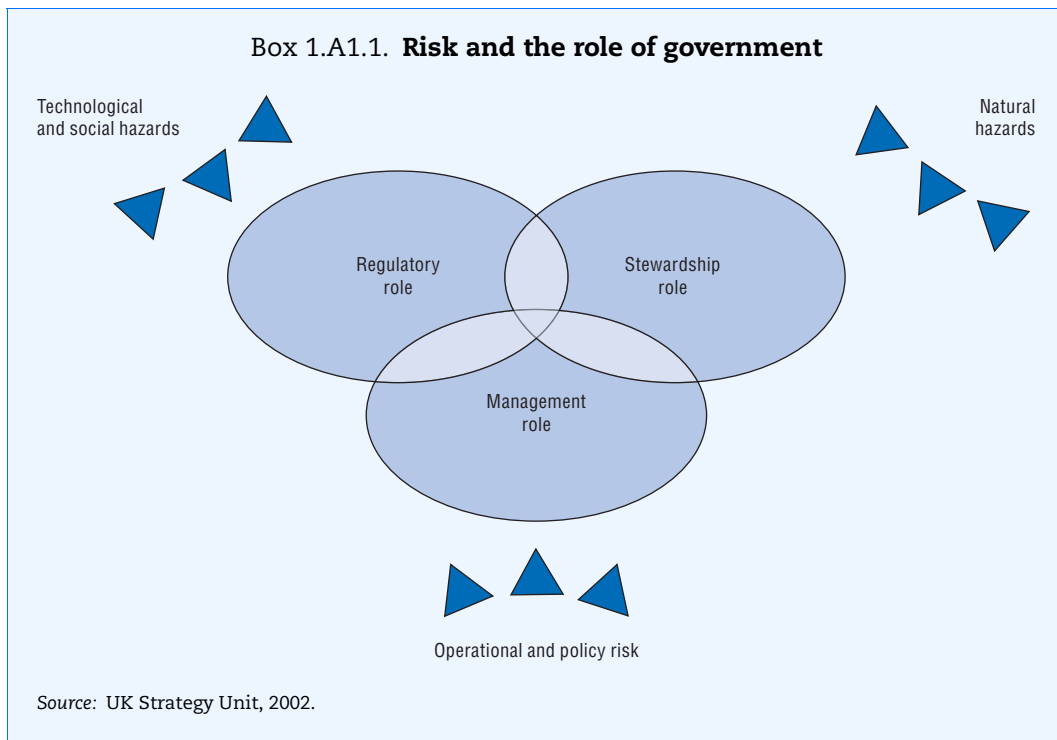 Box 1.A1.1. Risk and the role of government
Technological
and social hazards
Natural
hazards
Regulatory
role
Stewardship
role
Management
role
Operational and policy risk
Source: UK Strategy Unit, 2002.